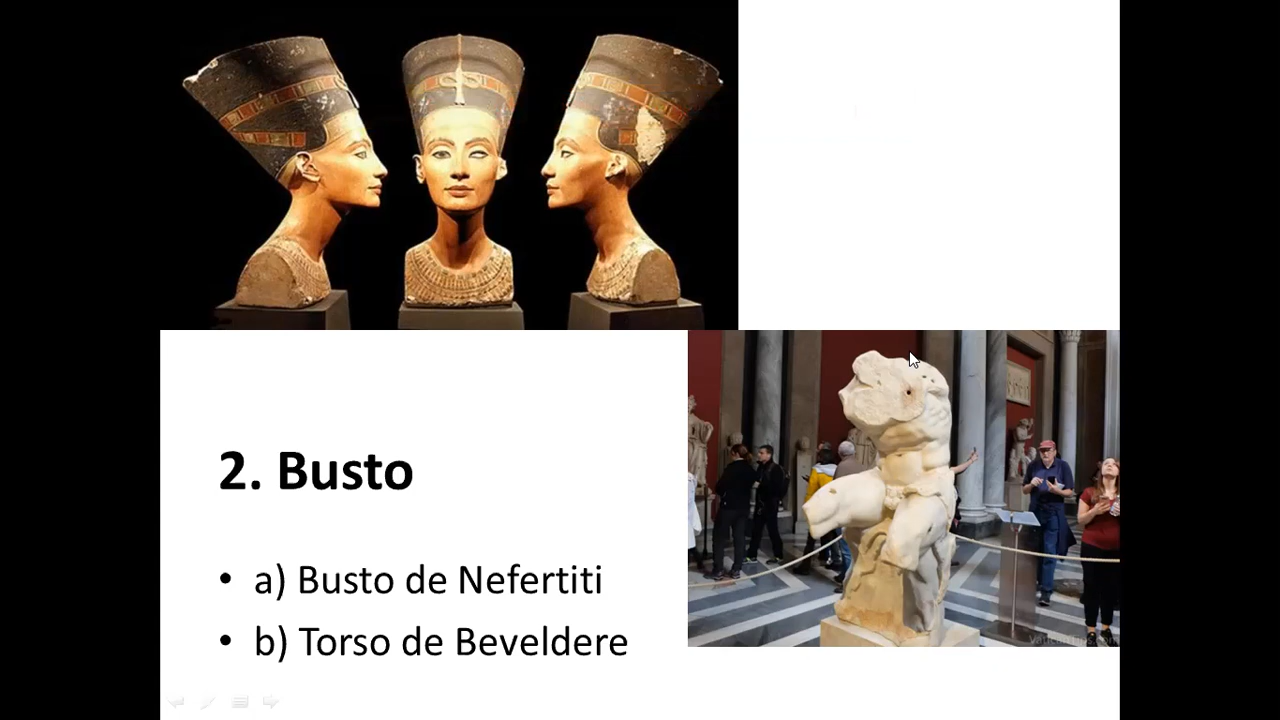 2. Busto
• a) Busto de Nefertiti
• b) Torso de Beveldere